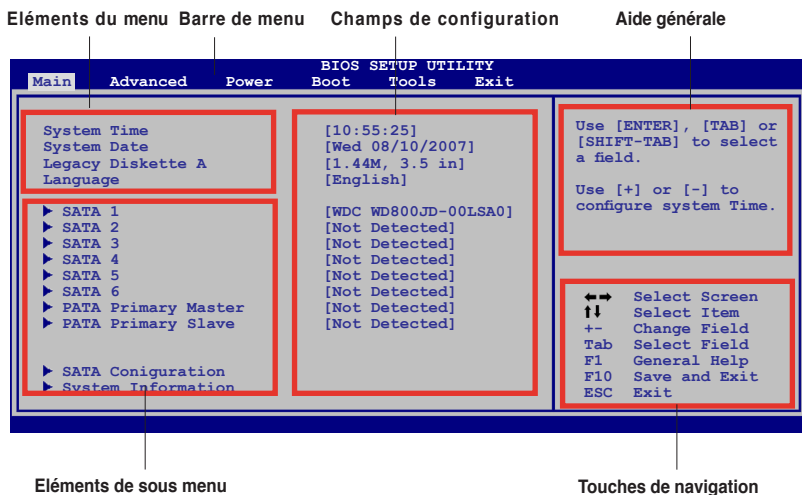 Eléments du menu Barre de menu Champs de configuration Aide générale
BIOS SETUP UTILITY
Main Advanced Power Boot Tools Exit
System Time [10:55:25]
System Date [Wed 08/10/2007]
Legacy Diskette A [1.44M, 3.5 in]
Language [English]
SATA 1 [WDC WD800JD-00LSA0]
SATA 2 [Not Detected]
SATA 3 [Not Detected]
SATA 4 [Not Detected]
SATA 5 [Not Detected]
SATA 6 [Not Detected]
PATA Primary Master [Not Detected]
PATA Primary Slave [Not Detected]
SATA Coniguration
System Information
Use [ENTER], [TAB] or
[SHIFT-TAB] to select
a field.
Use [+] or [-] to
configure system Time.
←→ Select Screen
↑↓ Select Item
+- Change Field
Tab Select Field
F1 General Help
F10 Save and Exit
ESC Exit
Eléments de sous menu Touches de navigation